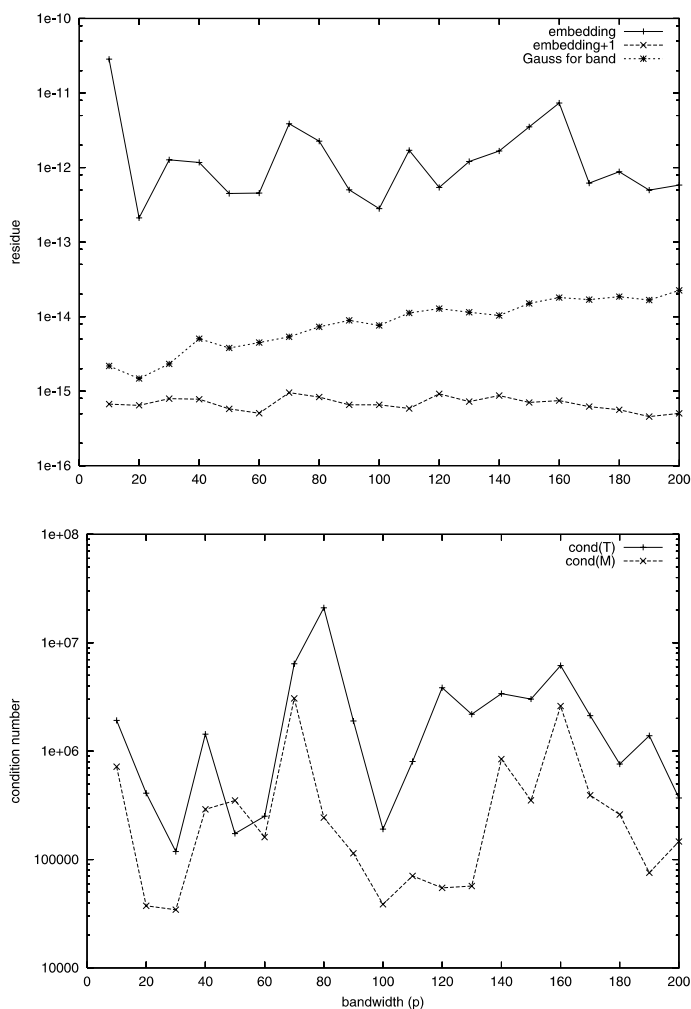 1e-10
1e-11
1e-12
1e-13
1e-14
1e-15
1e-16
residue
embedding
embedding+1
Gauss for band
0 20 40 60 80 100 120 140 160 180 200
1e+08
1e+07
1e+06
100000
10000
condition number
cond(T)
cond(M)
0 20 40 60 80 100 120 140 160 180 200
bandwidth (p)